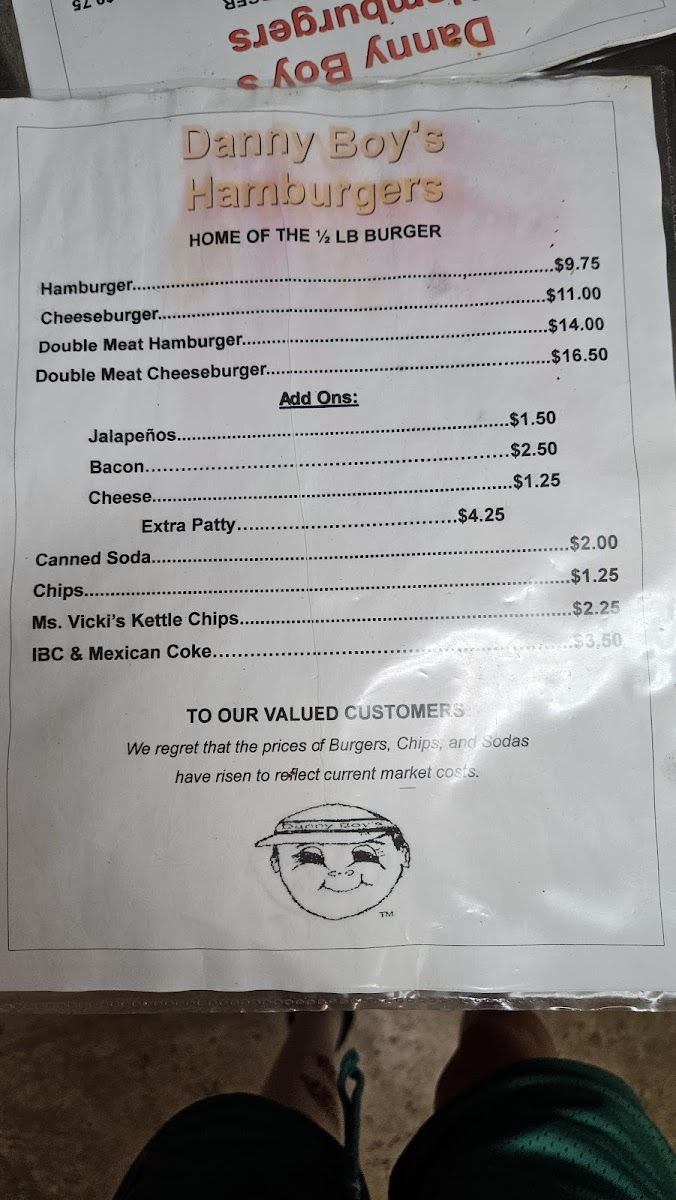 $9.75
Hamburgers
Danny Boy's
Danny Boy's
Hamburgers
HOME OF THE ½ LB BURGER
Hamburger.....$9.75
Cheeseburger.....$11.00
Double Meat Hamburger.....$14.00
Double Meat Cheeseburger.....$16.50
Add Ons:
Jalapeños.....$1.50
Bacon.....$2.50
Cheese.....$1.25
Extra Patty.....$4.25
Canned Soda.....$2.00
Chips.....$1.25
Ms. Vicki's Kettle Chips.....$2.25
IBC & Mexican Coke.....$3.50
TO OUR VALUED CUSTOMERS
We regret that the prices of Burgers, Chips, and Sodas
have risen to reflect current market costs.
Danny Boy's
TM